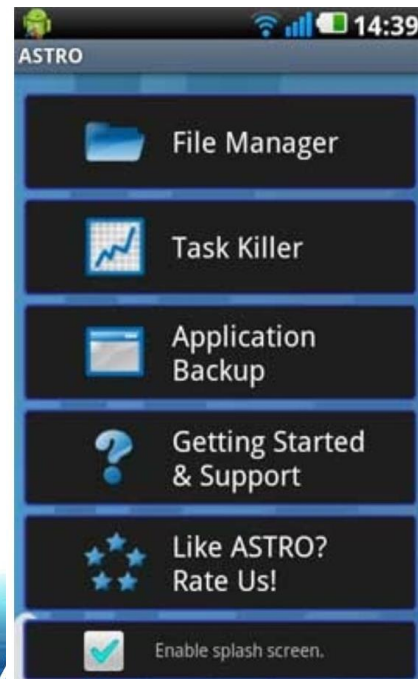 14:39
ASTRO
File Manager
Task Killer
Application
Backup
Getting Started
& Support
Like ASTRO?
Rate Us!
Enable splash screen.